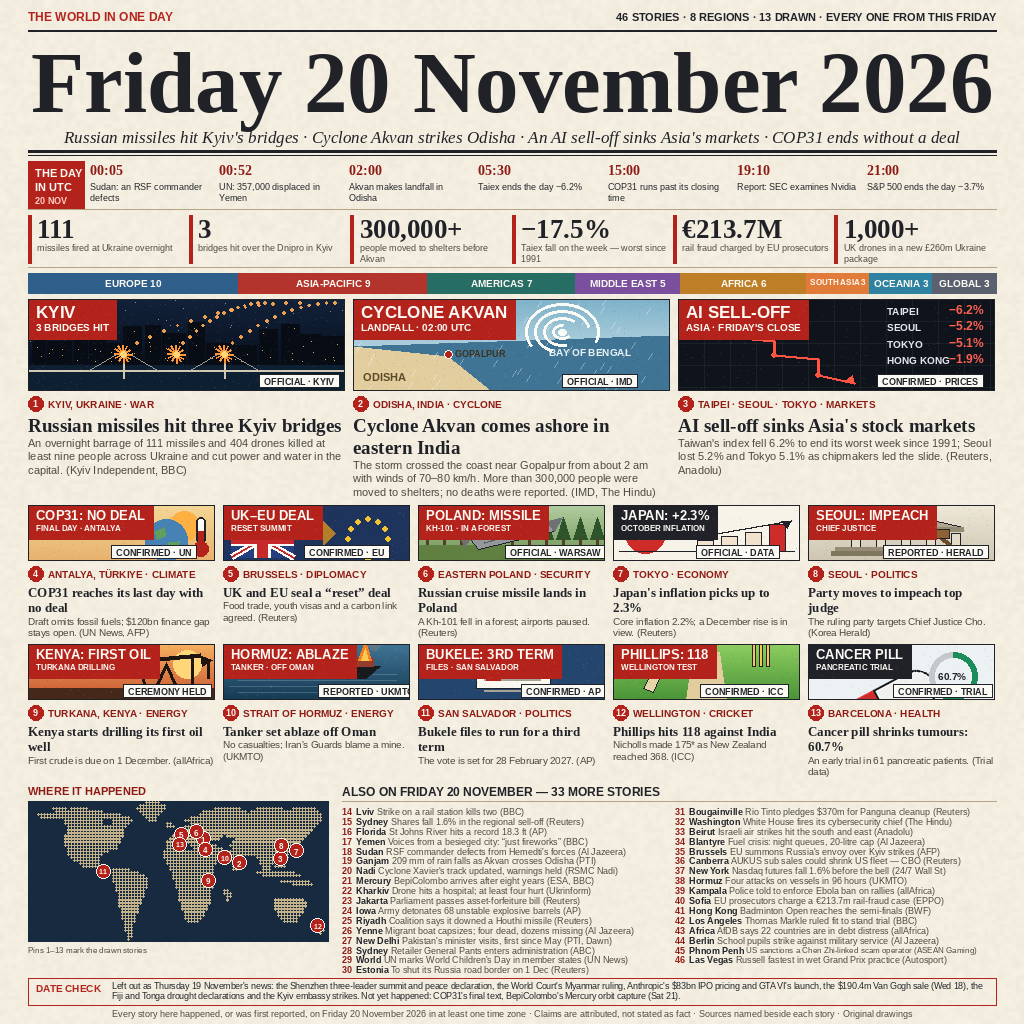 THE WORLD IN ONE DAY
46 STORIES · 8 REGIONS · 13 DRAWN · EVERY ONE FROM THIS FRIDAY
Friday 20 November 2026
Russian missiles hit Kyiv's bridges · Cyclone Akvan strikes Odisha · An AI sell-off sinks Asia's markets · COP31 ends without a deal
THE DAY
IN UTC
20 NOV
00:05
Sudan: an RSF commander
defects
00:52
UN: 357,000 displaced in
Yemen
02:00
Akvan makes landfall in
Odisha
05:30
Taiex ends the day −6.2%
15:00
COP31 runs past its closing
time
19:10
Report: SEC examines Nvidia
21:00
S&P 500 ends the day −3.7%
111
missiles fired at Ukraine overnight
3
bridges hit over the Dnipro in Kyiv
300,000+
people moved to shelters before
Akvan
−17.5%
Taiex fall on the week — worst since
1991
€213.7M
rail fraud charged by EU prosecutors
1,000+
UK drones in a new £260m Ukraine
package
EUROPE 10
ASIA-PACIFIC 9
AMERICAS 7
MIDDLE EAST 5
AFRICA 6
SOUTH ASIA 3
OCEANIA 3
GLOBAL 3
KYIV
3 BRIDGES HIT
OFFICIAL · KYIV
CYCLONE AKVAN
LANDFALL · 02:00 UTC
GOPALPUR
BAY OF BENGAL
ODISHA
OFFICIAL · IMD
AI SELL-OFF
ASIA · FRIDAY'S CLOSE
TAIPEI −6.2%
SEOUL −5.2%
TOKYO −5.1%
HONG KONG −1.9%
CONFIRMED · PRICES
1 KYIV, UKRAINE · WAR
Russian missiles hit three Kyiv bridges
An overnight barrage of 111 missiles and 404 drones killed at
least nine people across Ukraine and cut power and water in the
capital. (Kyiv Independent, BBC)
2 ODISHA, INDIA · CYCLONE
Cyclone Akvan comes ashore in
eastern India
The storm crossed the coast near Gopalpur from about 2 am
with winds of 70–80 km/h. More than 300,000 people were
moved to shelters; no deaths were reported. (IMD, The Hindu)
3 TAIPEI · SEOUL · TOKYO · MARKETS
AI sell-off sinks Asia's stock markets
Taiwan's index fell 6.2% to end its worst week since 1991; Seoul
lost 5.2% and Tokyo 5.1% as chipmakers led the slide. (Reuters,
Anadolu)
COP31: NO DEAL
FINAL DAY · ANTALYA
CONFIRMED · UN
UK–EU DEAL
RESET SUMMIT
CONFIRMED · EU
POLAND: MISSILE
KH-101 · IN A FOREST
OFFICIAL · WARSAW
JAPAN: +2.3%
OCTOBER INFLATION
OFFICIAL · DATA
SEOUL: IMPEACH
CHIEF JUSTICE
REPORTED · HERALD
4 ANTALYA, TÜRKIYE · CLIMATE
COP31 reaches its last day with
no deal
Draft omits fossil fuels; $120bn finance gap
stays open. (UN News, AFP)
5 BRUSSELS · DIPLOMACY
UK and EU seal a “reset” deal
Food trade, youth visas and a carbon link
agreed. (Reuters)
6 EASTERN POLAND · SECURITY
Russian cruise missile lands in
Poland
A Kh-101 fell in a forest; airports paused.
(Reuters)
7 TOKYO · ECONOMY
Japan's inflation picks up to
2.3%
Core inflation 2.2%; a December rise is in
view. (Reuters)
8 SEOUL · POLITICS
Party moves to impeach top
judge
The ruling party targets Chief Justice Cho.
(Korea Herald)
KENYA: FIRST OIL
TURKANA DRILLING
CEREMONY HELD
HORMUZ: ABLAZE
TANKER · OFF OMAN
REPORTED · UKMTO
BUKELE: 3RD TERM
FILES · SAN SALVADOR
CONFIRMED · AP
PHILLIPS: 118
WELLINGTON TEST
CONFIRMED · ICC
CANCER PILL
PANCREATIC TRIAL
60.7%
CONFIRMED · TRIAL
9 TURKANA, KENYA · ENERGY
Kenya starts drilling its first oil
well
First crude is due on 1 December. (allAfrica)
10 STRAIT OF HORMUZ · ENERGY
Tanker set ablaze off Oman
No casualties; Iran's Guards blame a mine.
(UKMTO)
11 SAN SALVADOR · POLITICS
Bukele files to run for a third
term
The vote is set for 28 February 2027. (AP)
12 WELLINGTON · CRICKET
Phillips hits 118 against India
Nicholls made 175* as New Zealand
reached 368. (ICC)
13 BARCELONA · HEALTH
Cancer pill shrinks tumours:
60.7%
An early trial in 61 pancreatic patients. (Trial
data)
WHERE IT HAPPENED
5
6
13
4
10
2
8
7
3
9
11
12
Pins 1–13 mark the drawn stories
ALSO ON FRIDAY 20 NOVEMBER — 33 MORE STORIES
14 Lviv Strike on a rail station kills two (BBC)
15 Sydney Shares fall 1.6% in the regional sell-off (Reuters)
16 Florida St Johns River hits a record 18.3 ft (AP)
17 Yemen Voices from a besieged city: “just fireworks” (BBC)
18 Sudan RSF commander defects from Hemedti's forces (Al Jazeera)
19 Ganjam 209 mm of rain falls as Akvan crosses Odisha (PTI)
20 Nadi Cyclone Xavier's track updated, warnings held (RSMC Nadi)
21 Mercury BepiColombo arrives after eight years (ESA, BBC)
22 Kharkiv Drone hits a hospital; at least four hurt (Ukrinform)
23 Jakarta Parliament passes asset-forfeiture bill (Reuters)
24 Iowa Army detonates 68 unstable explosive barrels (AP)
25 Riyadh Coalition says it downed a Houthi missile (Reuters)
26 Yenne Migrant boat capsizes; four dead, dozens missing (Al Jazeera)
27 New Delhi Pakistan's minister visits, first since May (PTI, Dawn)
28 Sydney Retailer General Pants enters administration (ABC)
29 World UN marks World Children's Day in member states (UN News)
30 Estonia To shut its Russia road border on 1 Dec (Reuters)
31 Bougainville Rio Tinto pledges $370m for Panguna cleanup (Reuters)
32 Washington White House fires its cybersecurity chief (The Hindu)
33 Beirut Israeli air strikes hit the south and east (Anadolu)
34 Blantyre Fuel crisis: night queues, 20-litre cap (Al Jazeera)
35 Brussels EU summons Russia's envoy over Kyiv strikes (AFP)
36 Canberra AUKUS sub sales could shrink US fleet — CBO (Reuters)
37 New York Nasdaq futures fall 1.6% before the bell (24/7 Wall St)
38 Hormuz Four attacks on vessels in 96 hours (UKMTO)
39 Kampala Police told to enforce Ebola ban on rallies (allAfrica)
40 Sofia EU prosecutors charge a €213.7m rail-fraud case (EPPO)
41 Hong Kong Badminton Open reaches the semi-finals (BWF)
42 Los Angeles Thomas Markle ruled fit to stand trial (BBC)
43 Africa AfDB says 22 countries are in debt distress (allAfrica)
44 Berlin School pupils strike against military service (Al Jazeera)
45 Phnom Penh US sanctions a Chen Zhi-linked scam operator (ASEAN Gaming)
46 Las Vegas Russell fastest in wet Grand Prix practice (Autosport)
DATE CHECK
Left out as Thursday 19 November's news: the Shenzhen three-leader summit and peace declaration, the World Court's Myanmar ruling, Anthropic's $83bn IPO pricing and GTA VI's launch, the $190.4m Van Gogh sale (Wed 18), the
Fiji and Tonga drought declarations and the Kyiv embassy strikes. Not yet happened: COP31's final text, BepiColombo's Mercury orbit capture (Sat 21).
Every story here happened, or was first reported, on Friday 20 November 2026 in at least one time zone · Claims are attributed, not stated as fact · Sources named beside each story · Original drawings